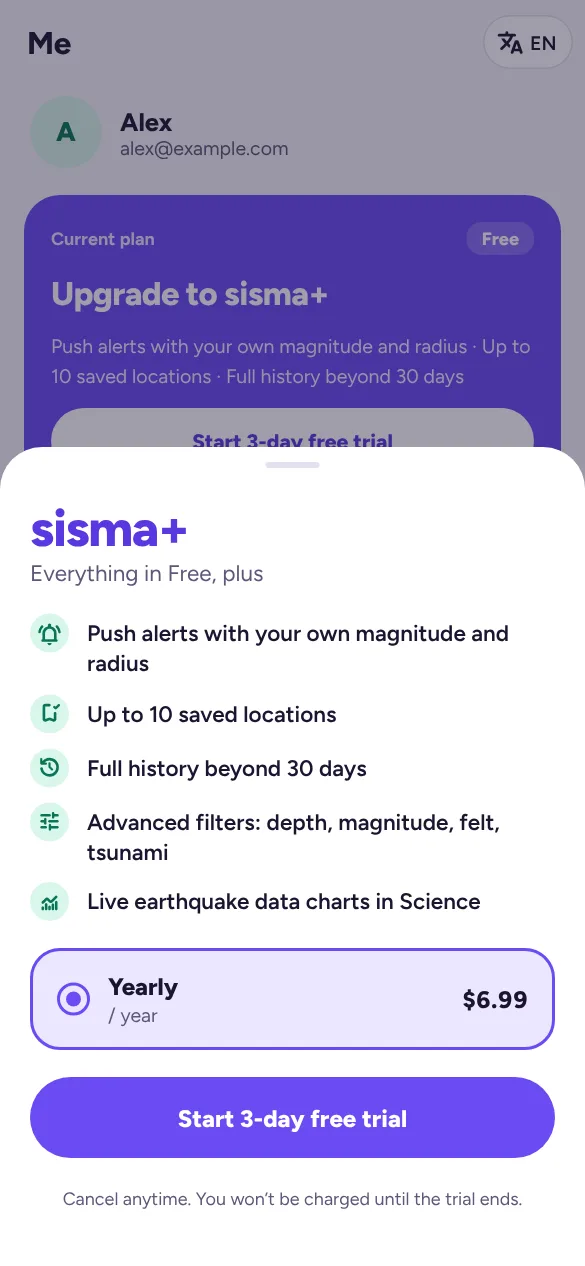 Me
EN
A
Alex
alex@example.com
Current plan
Free
Upgrade to sisma+
Push alerts with your own magnitude and radius · Up to
10 saved locations · Full history beyond 30 days
Start 3-day free trial
sisma+
Everything in Free, plus
Push alerts with your own magnitude and
radius
Up to 10 saved locations
Full history beyond 30 days
Advanced filters: depth, magnitude, felt,
tsunami
Live earthquake data charts in Science
Yearly
/ year
$6.99
Start 3-day free trial
Cancel anytime. You won’t be charged until the trial ends.